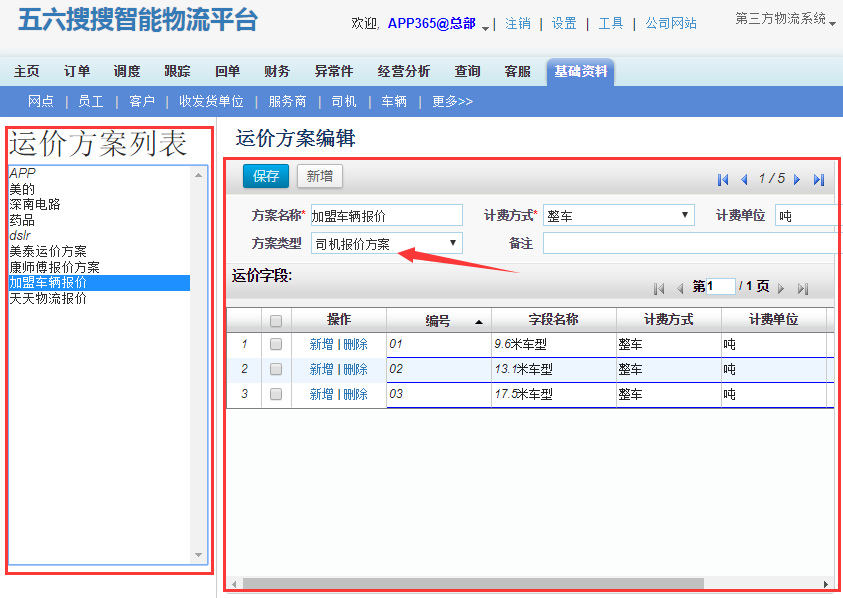 五六搜搜智能物流平台
欢迎, APP365@总部 | 注销 | 设置 | 工具 | 公司网站
第三方物流系统
主页 订单 调度 跟踪 回单 财务 异常件 经营分析 查询 客服 基础资料
网点 | 员工 | 客户 | 收发货单位 | 服务商 | 司机 | 车辆 | 更多>>
运价方案列表
APP
美的
深南电路
药品
dslr
美泰运价方案
康师傅报价方案
加盟车辆报价
天天物流报价
运价方案编辑
保存 新增
1 / 5
方案名称* 加盟车辆报价 计费方式* 整车 计费单位 吨
方案类型 司机报价方案 备注
运价字段:
第1 / 1 页
操作 编号 字段名称 计费方式 计费单位
1 新增 | 删除 01 9.6米车型 整车 吨
2 新增 | 删除 02 13.1米车型 整车 吨
3 新增 | 删除 03 17.5米车型 整车 吨